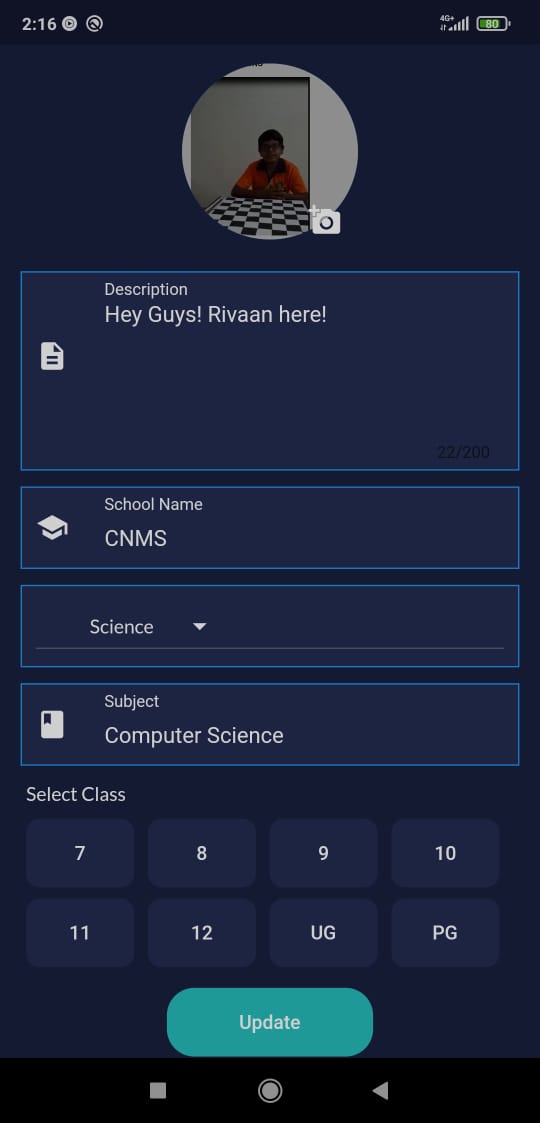 2:16
4G+
80
Description
Hey Guys! Rivaan here!
22/200
School Name
CNMS
Science
Subject
Computer Science
Select Class
7 8 9 10
11 12 UG PG
Update